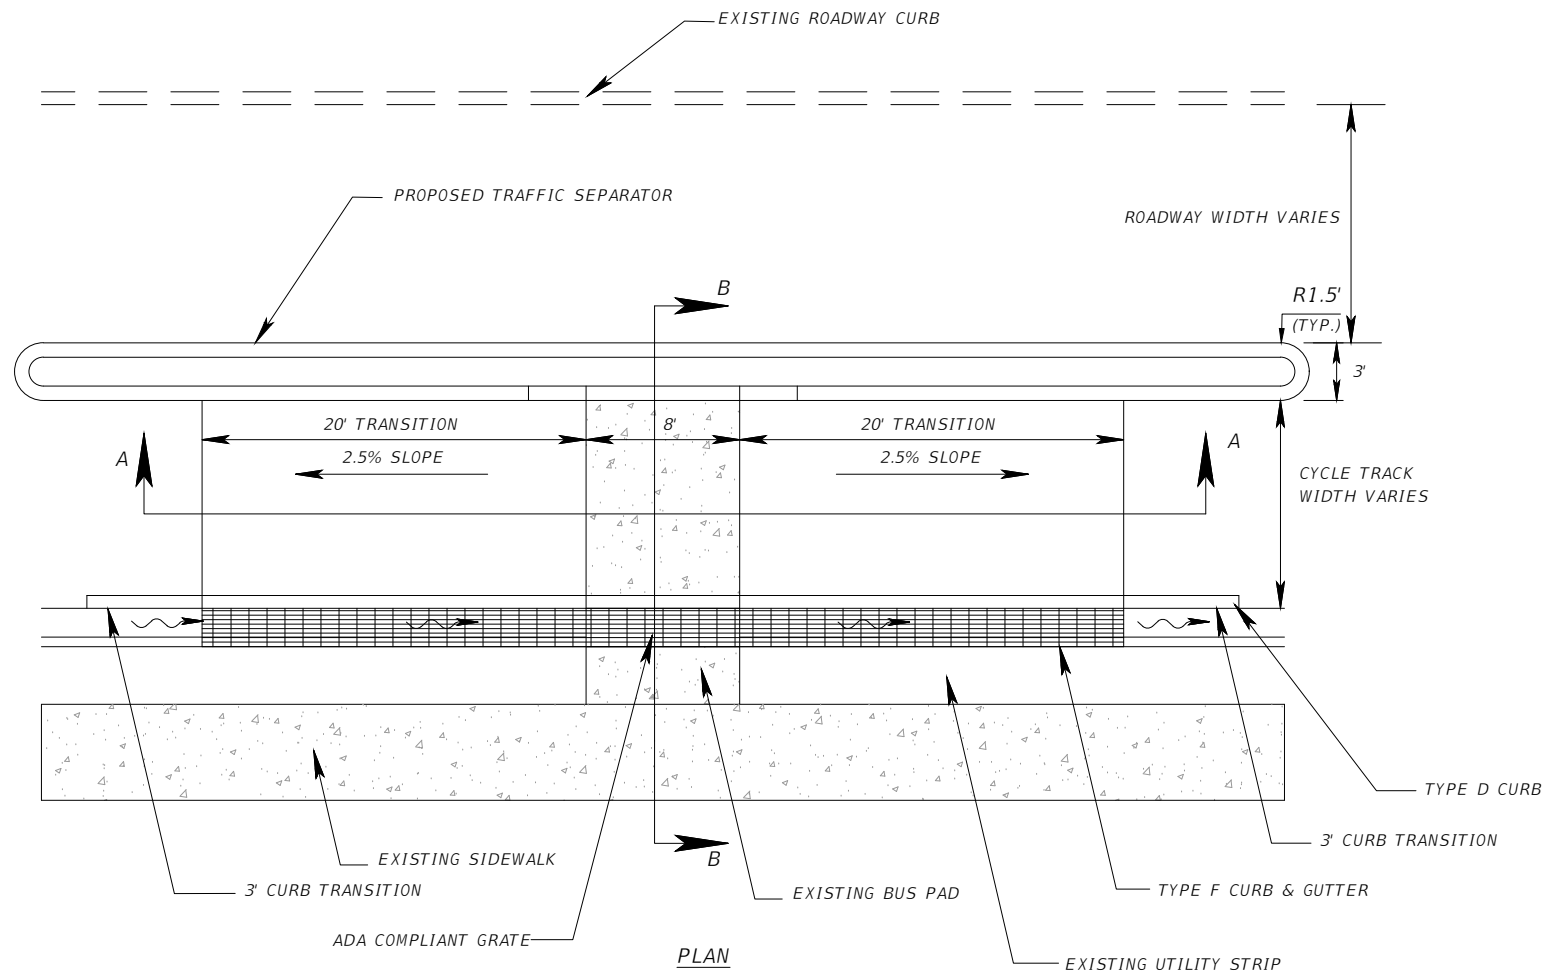 EXISTING ROADWAY CURB
PROPOSED TRAFFIC SEPARATOR
ROADWAY WIDTH VARIES
B
R1.5'
(TYP.)
3'
20' TRANSITION
8'
20' TRANSITION
A
2.5% SLOPE
2.5% SLOPE
A
CYCLE TRACK
WIDTH VARIES
TYPE D CURB
3' CURB TRANSITION
B
EXISTING SIDEWALK
3' CURB TRANSITION
EXISTING BUS PAD
TYPE F CURB & GUTTER
ADA COMPLIANT GRATE
PLAN
EXISTING UTILITY STRIP